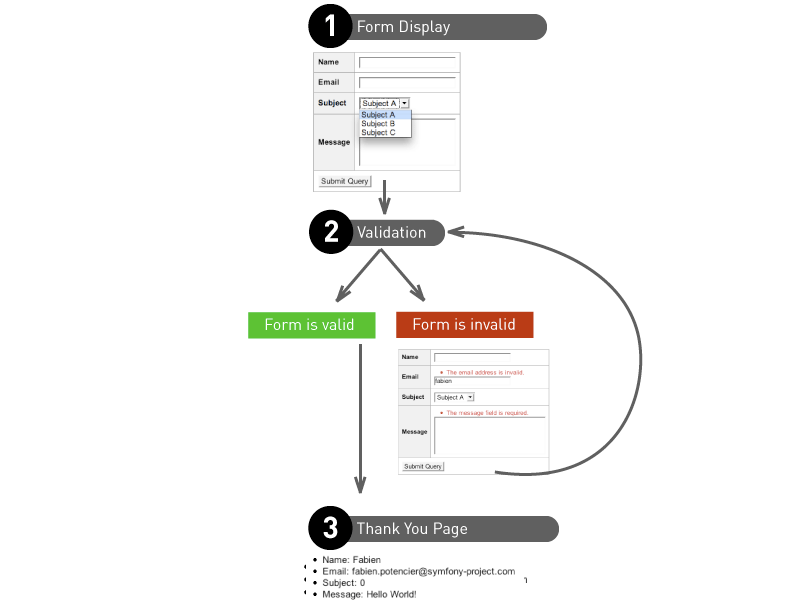 1 Form Display
Name
Email
Subject Subject A
Subject A
Subject B
Subject C
Message
Submit Query
2 Validation
Form is valid
Form is invalid
Name
• The email address is invalid.
Email fabien
Subject Subject A
• The message field is required.
Message
Submit Query
3 Thank You Page
• Name: Fabien
• Email: fabien.potencier@symfony-project.com
• Subject: 0
• Message: Hello World!